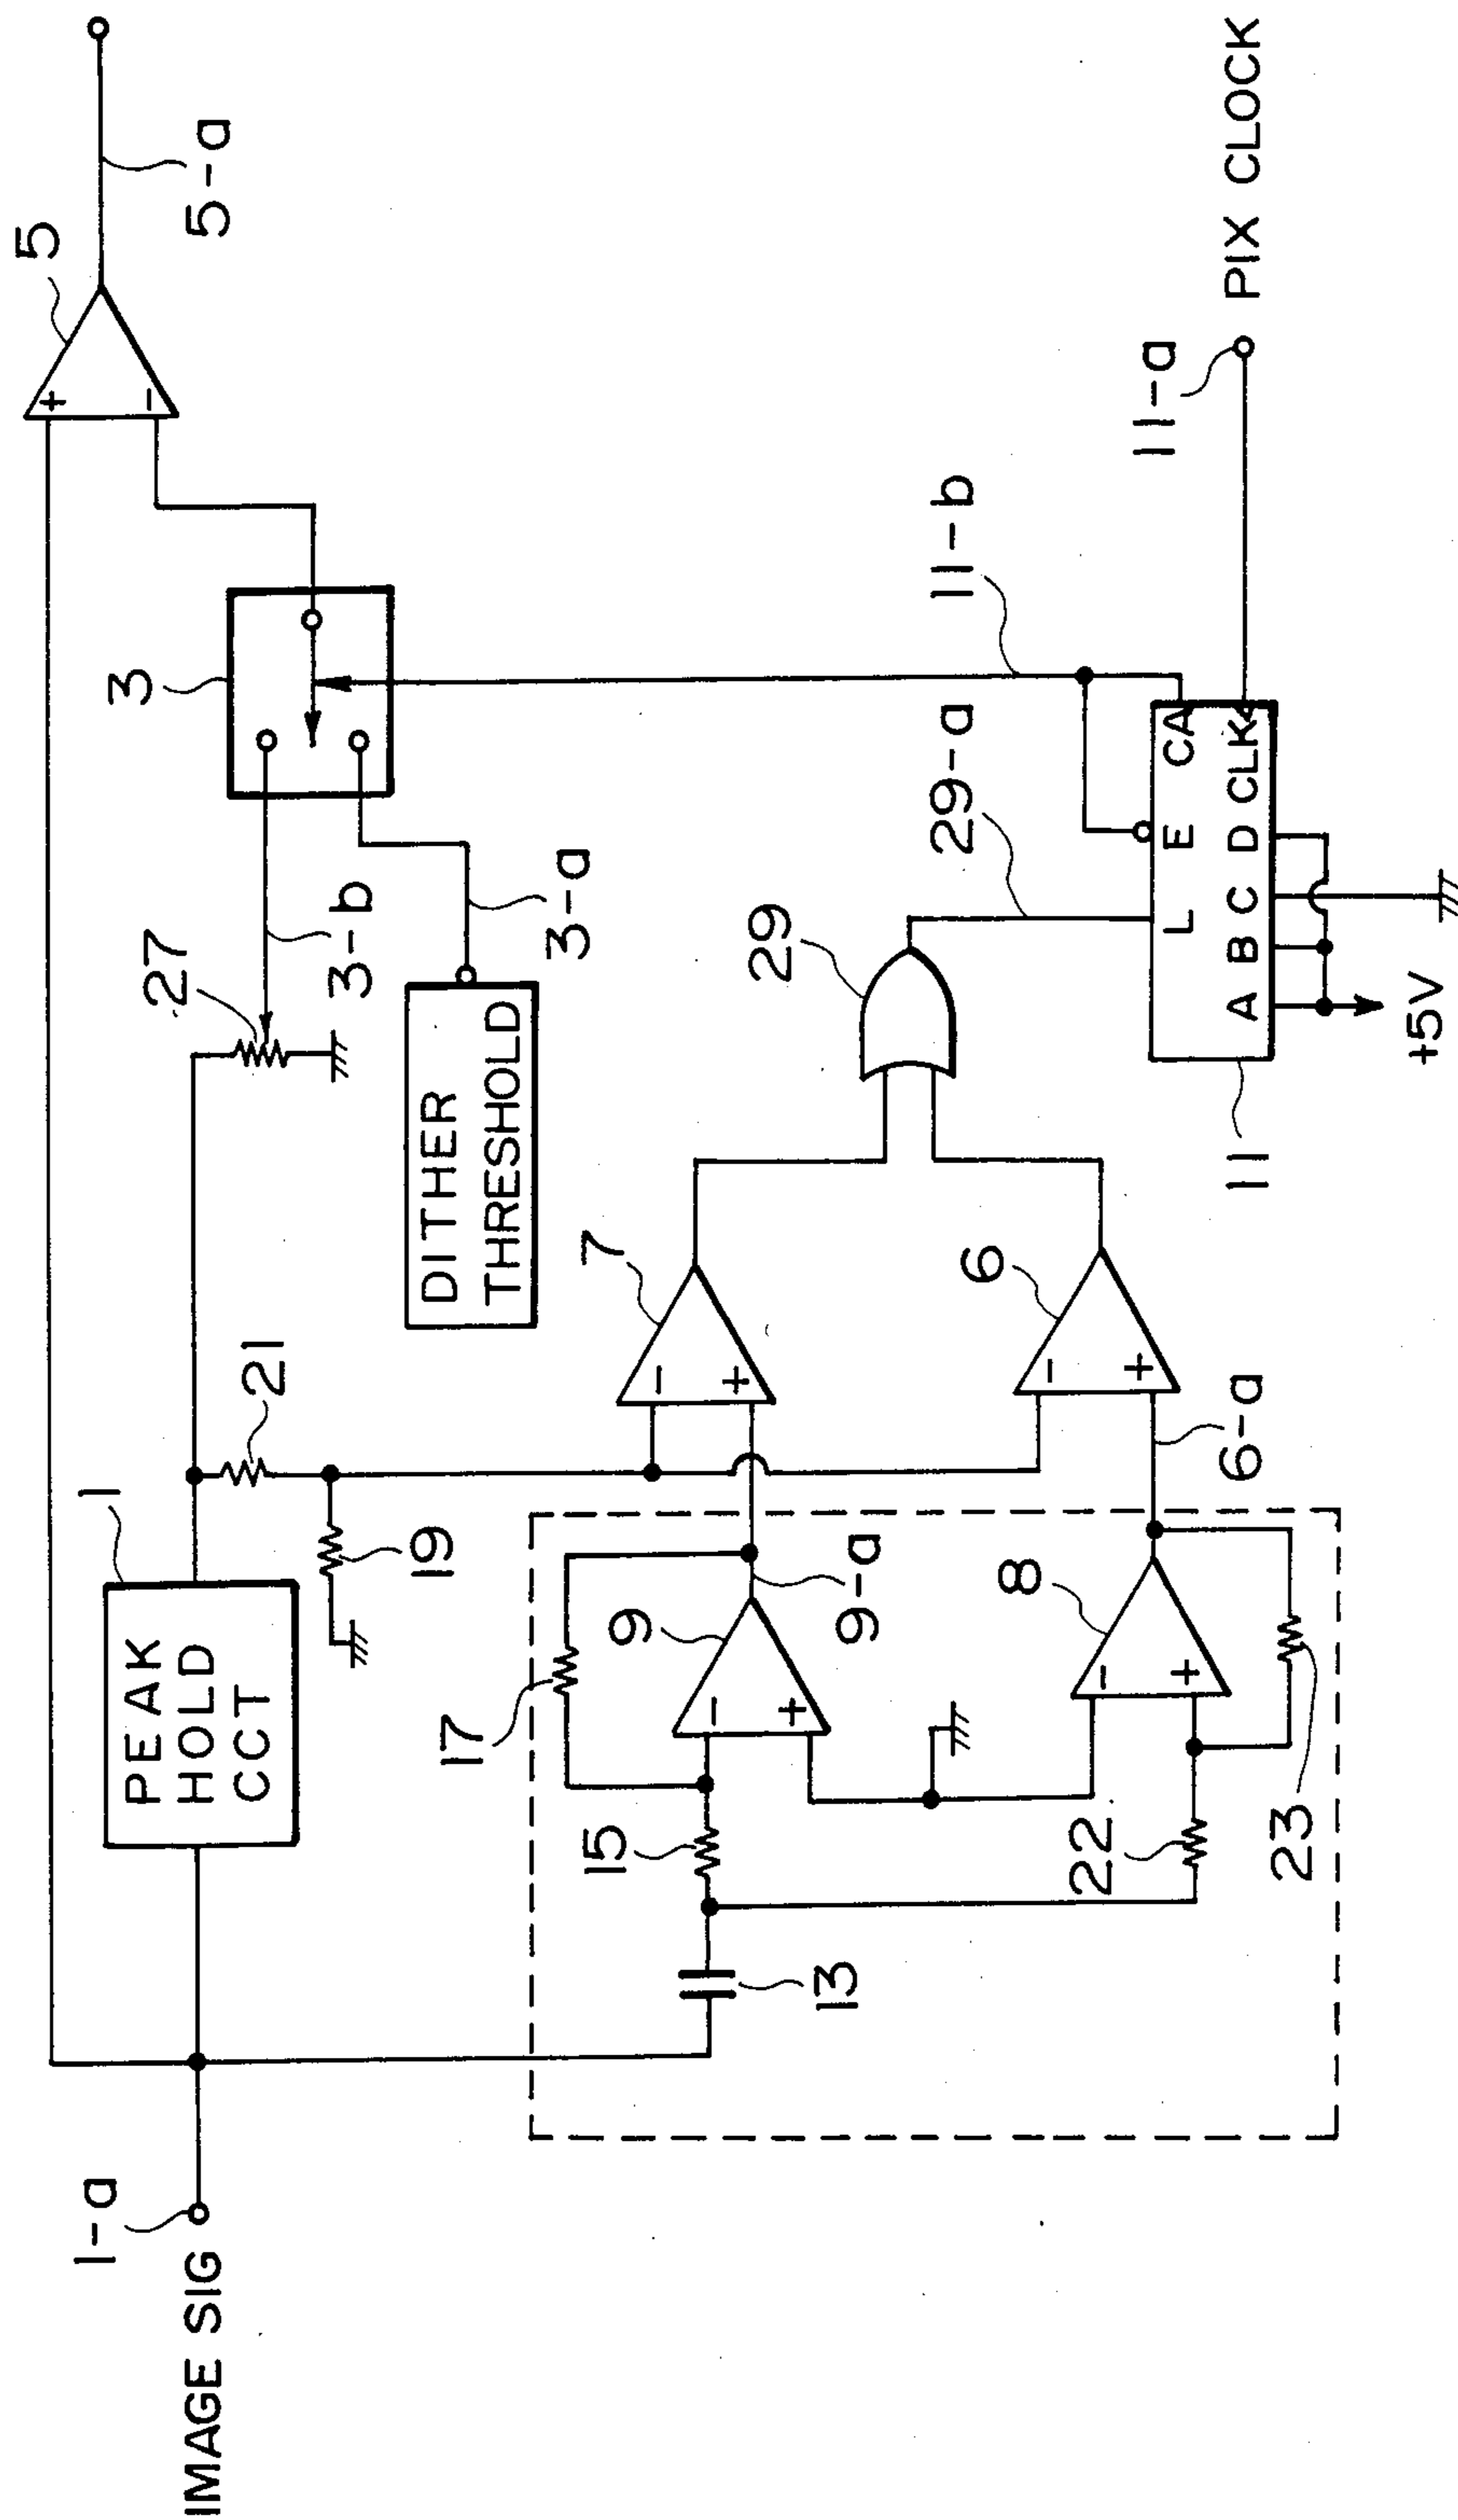 IMAGE SIG
1-a
PEAK
HOLD
CCT
1
21
19
27
3-b
3
DITHER
THRESHOLD
3-a
5
+
-
5-a
13
15
17
9
-
+
9-a
22
8
-
+
23
7
-
+
6
-
+
6-a
29
29-a
11
L E CA
A B C D CLK
+5V
11-b
11-a
PIX CLOCK